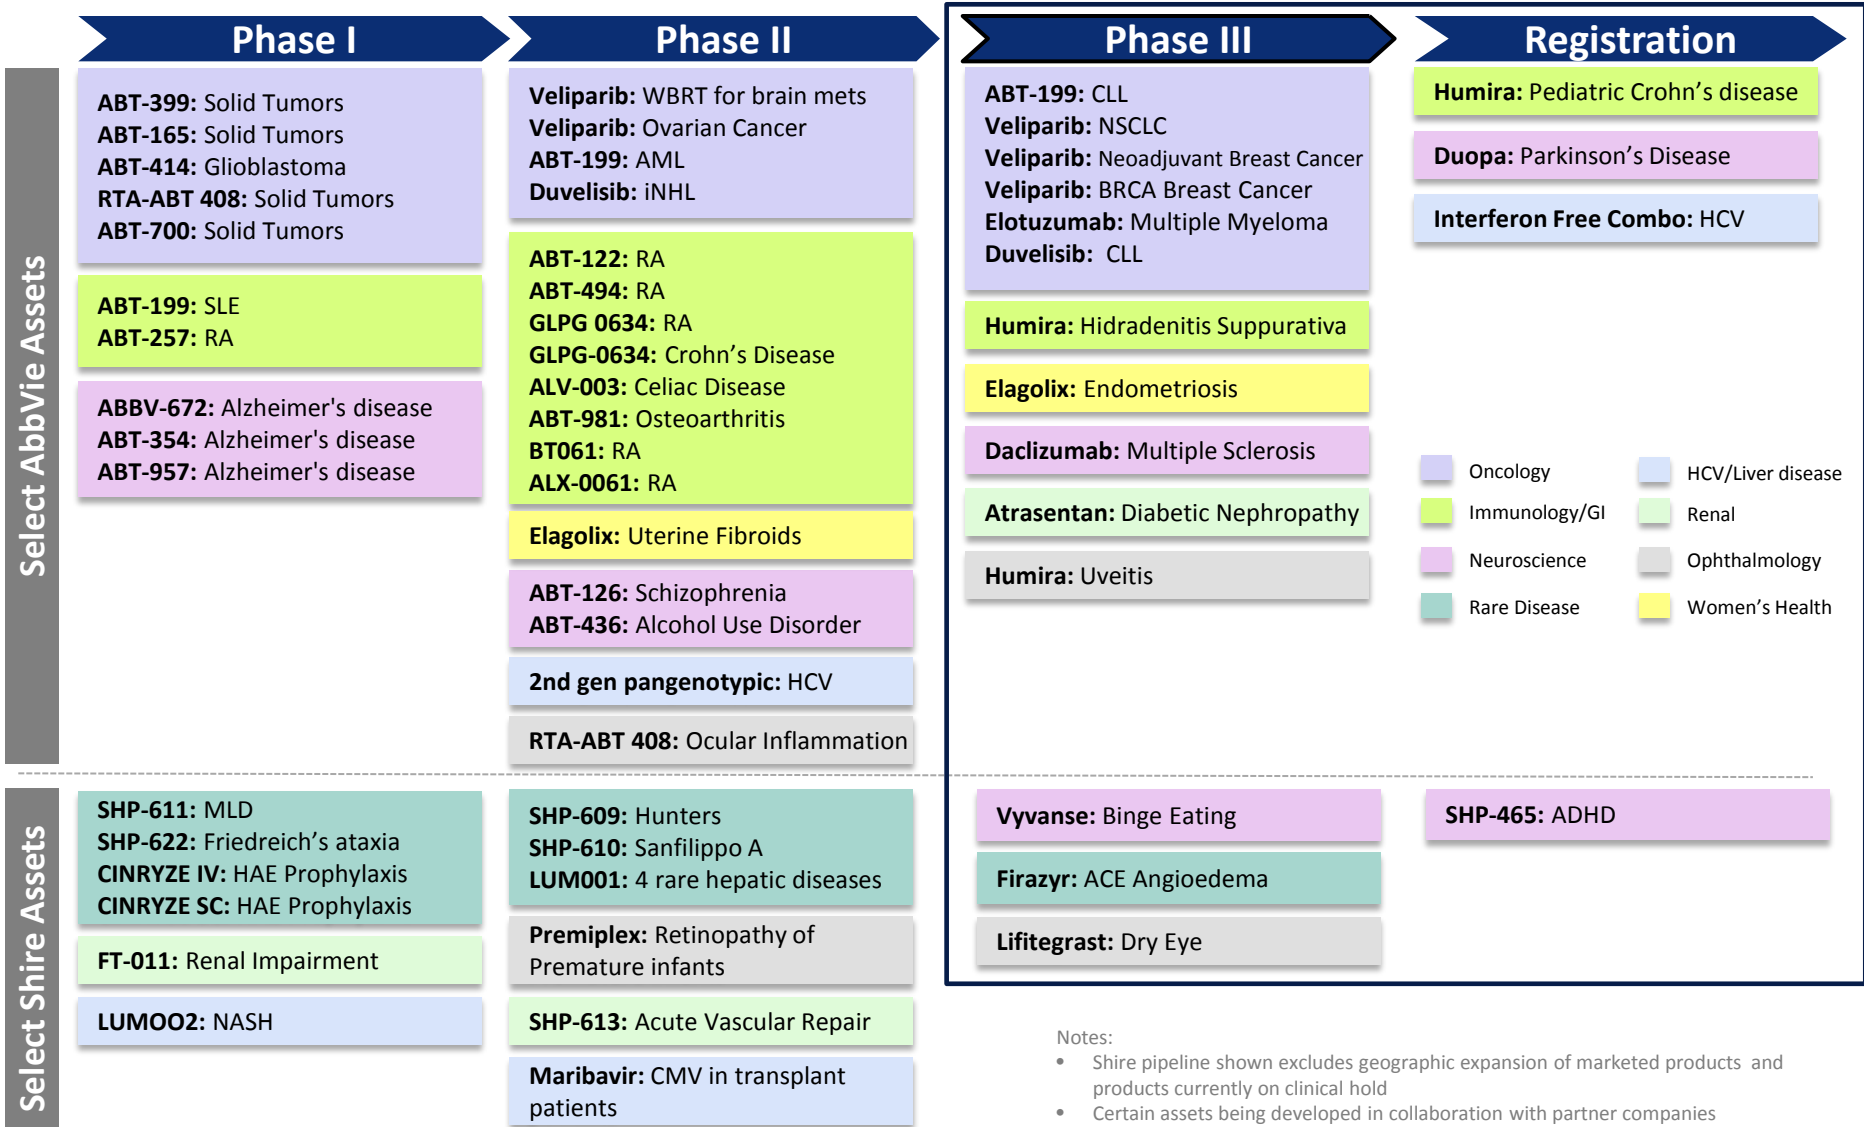 Phase I
Phase II
Phase III
Registration
Select AbbVie Assets
ABT-399: Solid Tumors
ABT-165: Solid Tumors
ABT-414: Glioblastoma
RTA-ABT 408: Solid Tumors
ABT-700: Solid Tumors
ABT-199: SLE
ABT-257: RA
ABBV-672: Alzheimer's disease
ABT-354: Alzheimer's disease
ABT-957: Alzheimer's disease
Veliparib: WBRT for brain mets
Veliparib: Ovarian Cancer
ABT-199: AML
Duvelisib: iNHL
ABT-122: RA
ABT-494: RA
GLPG 0634: RA
GLPG-0634: Crohn’s Disease
ALV-003: Celiac Disease
ABT-981: Osteoarthritis
BT061: RA
ALX-0061: RA
Elagolix: Uterine Fibroids
ABT-126: Schizophrenia
ABT-436: Alcohol Use Disorder
2nd gen pangenotypic: HCV
RTA-ABT 408: Ocular Inflammation
ABT-199: CLL
Veliparib: NSCLC
Veliparib: Neoadjuvant Breast Cancer
Veliparib: BRCA Breast Cancer
Elotuzumab: Multiple Myeloma
Duvelisib: CLL
Humira: Hidradenitis Suppurativa
Elagolix: Endometriosis
Daclizumab: Multiple Sclerosis
Atrasentan: Diabetic Nephropathy
Humira: Uveitis
Humira: Pediatric Crohn’s disease
Duopa: Parkinson’s Disease
Interferon Free Combo: HCV
Oncology
HCV/Liver disease
Immunology/GI
Renal
Neuroscience
Ophthalmology
Rare Disease
Women’s Health
Select Shire Assets
SHP-611: MLD
SHP-622: Friedreich’s ataxia
CINRYZE IV: HAE Prophylaxis
CINRYZE SC: HAE Prophylaxis
FT-011: Renal Impairment
LUMOO2: NASH
SHP-609: Hunters
SHP-610: Sanfilippo A
LUM001: 4 rare hepatic diseases
Premiplex: Retinopathy of
Premature infants
SHP-613: Acute Vascular Repair
Maribavir: CMV in transplant
patients
Vyvanse: Binge Eating
Firazyr: ACE Angioedema
Lifitegrast: Dry Eye
SHP-465: ADHD
Notes:
• Shire pipeline shown excludes geographic expansion of marketed products and
products currently on clinical hold
• Certain assets being developed in collaboration with partner companies